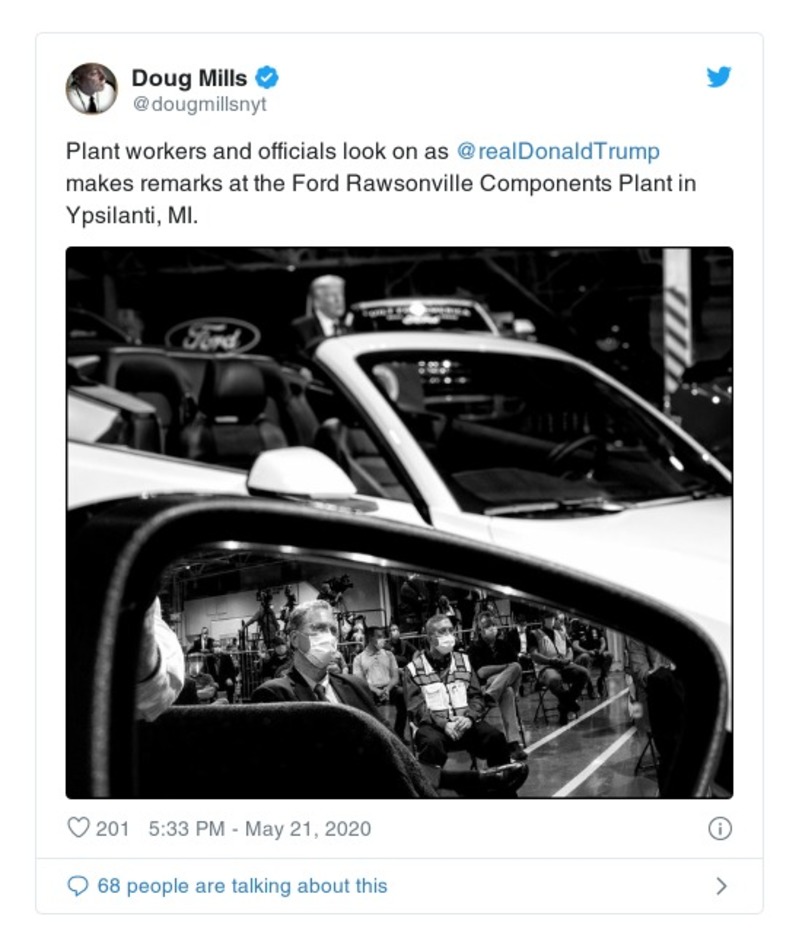 Doug Mills
@dougmillsnyt
Plant workers and officials look on as @realDonaldTrump
makes remarks at the Ford Rawsonville Components Plant in
Ypsilanti, MI.
Ford
201 5:33 PM - May 21, 2020
68 people are talking about this